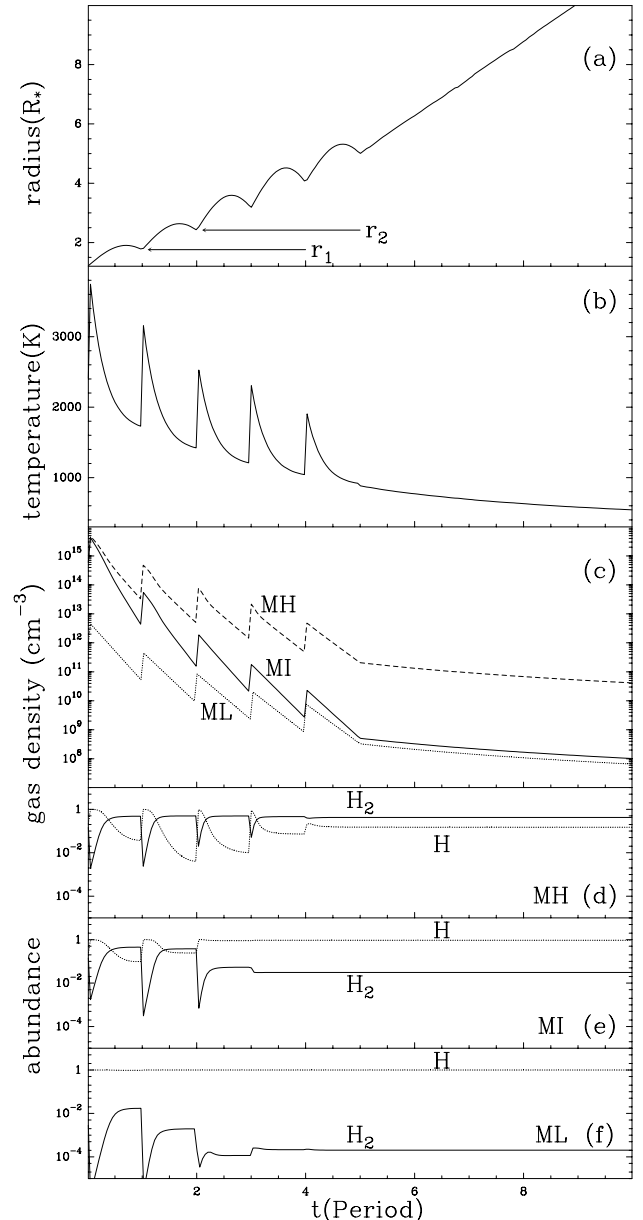 radius(R*)
10
8
6
4
2
(a)
r2
r1
temperature(K)
3000
2000
1000
(b)
gas density (cm−3)
10^15
10^14
10^13
10^12
10^11
10^10
10^9
10^8
(c)
MH
MI
ML
abundance
1
10^−2
10^−4
H2
H
MH (d)
1
10^−2
10^−4
H
H2
MI (e)
1
10^−2
10^−4
H
H2
ML (f)
2 4 6 8
t(Period)